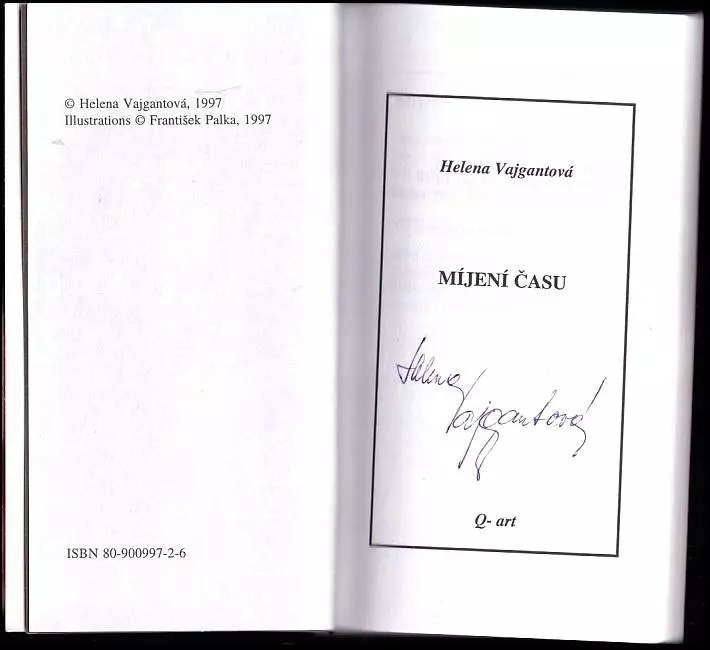 © Helena Vajgantová, 1997
Illustrations © František Palka, 1997
ISBN 80-900997-2-6
Helena Vajgantová
MÍJENÍ ČASU
Helena
Vajgantová
Q- art